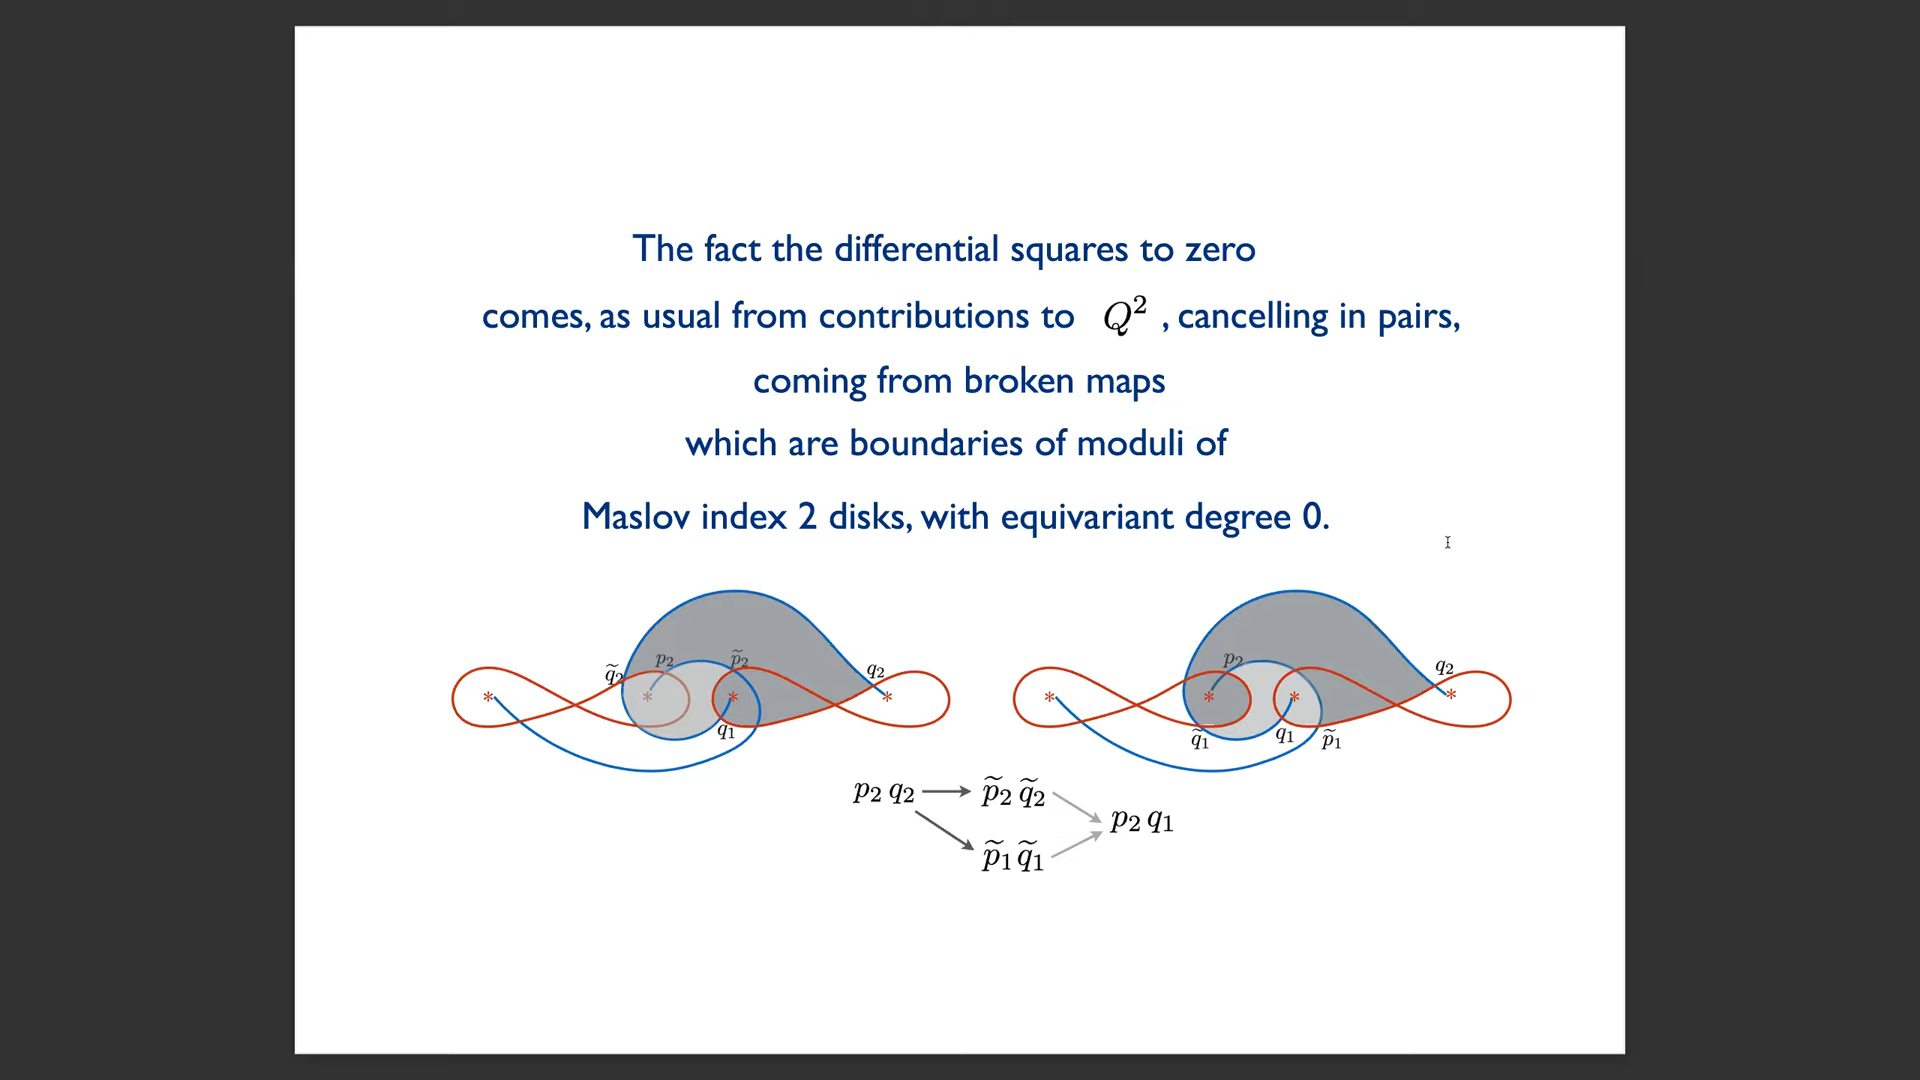 The fact the differential squares to zero
comes, as usual from contributions to Q² , cancelling in pairs,
coming from broken maps
which are boundaries of moduli of
Maslov index 2 disks, with equivariant degree 0.
q̃₂ p₂ p̃₂ q₂
* * * *
q₁
p₂ q₂
* * * *
q̃₁ q₁ p̃₁
p₂ q₂ → p̃₂ q̃₂
p₂ q₁
p̃₁ q̃₁